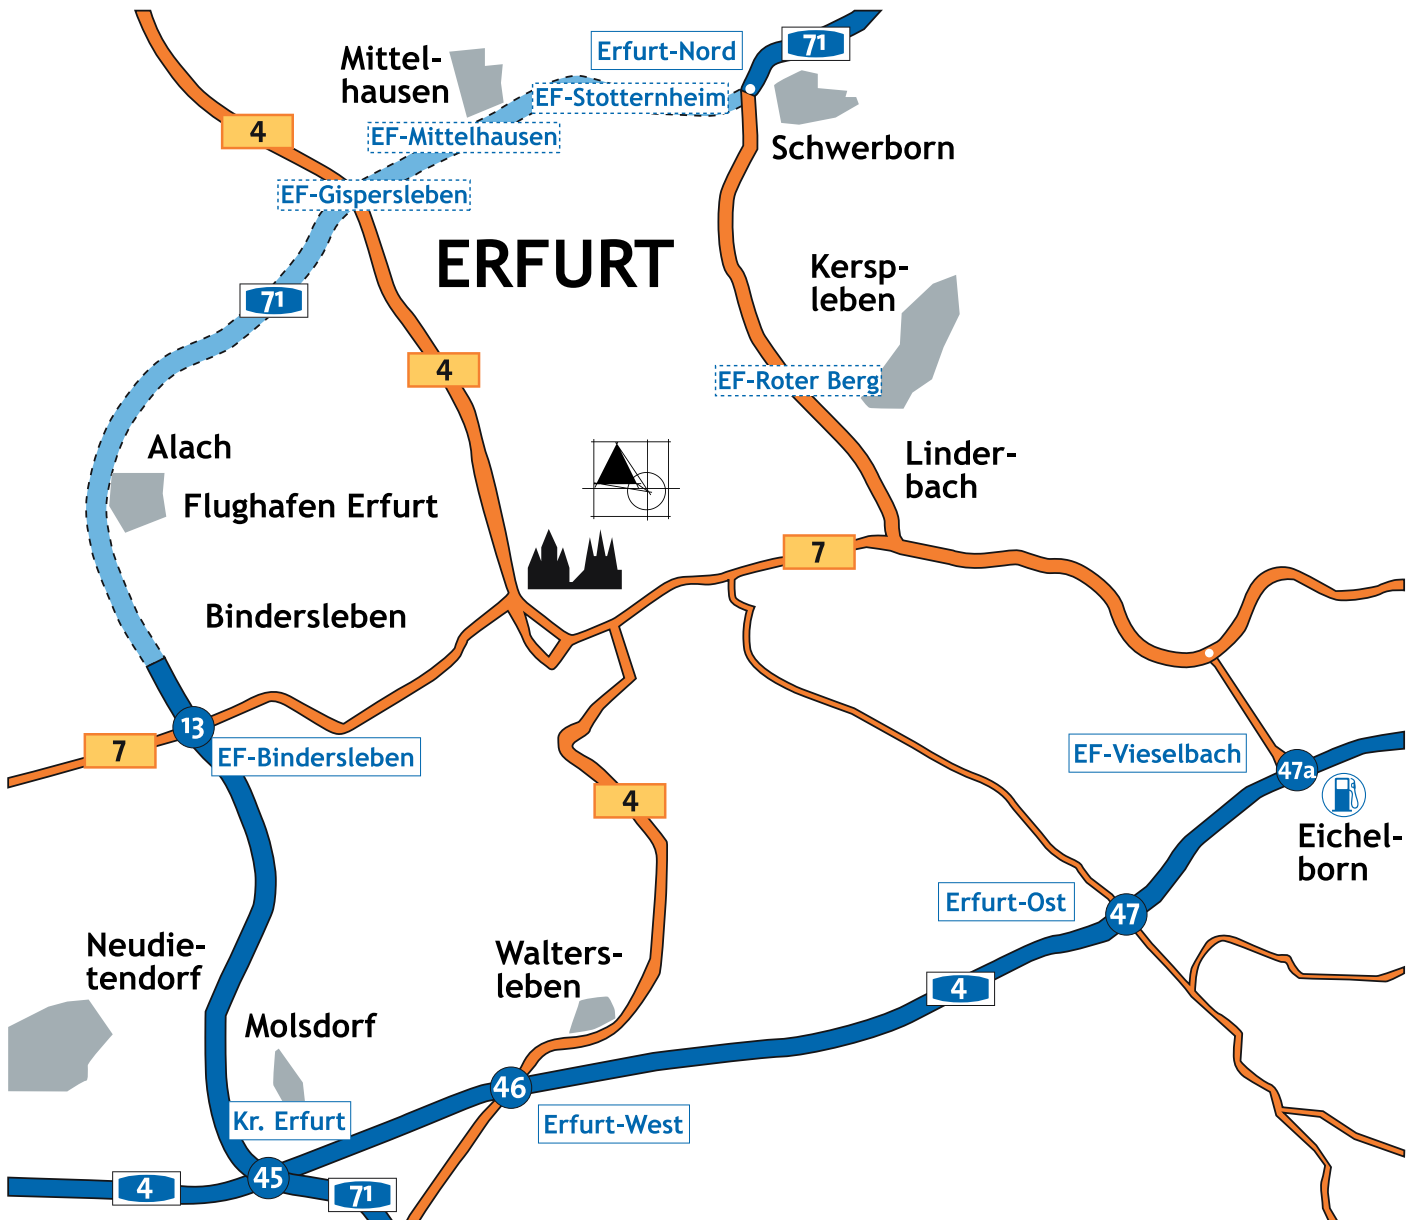 Erfurt-Nord
71
Mittel-
hausen
EF-Stotternheim
4
EF-Mittelhausen
Schwerborn
EF-Gispersleben
ERFURT
Kersp-
leben
71
4
EF-Roter Berg
Alach
Linder-
bach
Flughafen Erfurt
7
Bindersleben
13
7
EF-Bindersleben
EF-Vieselbach
47a
4
Eichel-
born
Erfurt-Ost
47
Neudie-
tendorf
Walters-
leben
4
Molsdorf
46
Kr. Erfurt
Erfurt-West
45
4
71